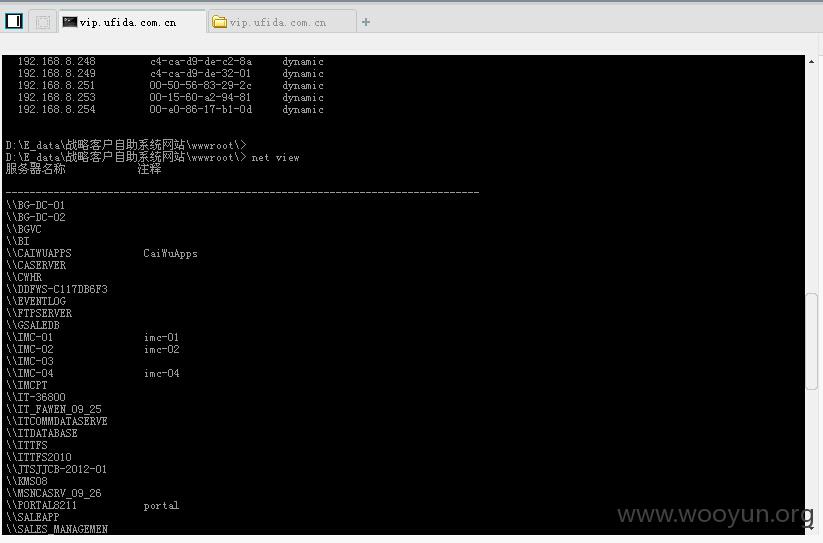 vip.ufida.com.cn vip.ufida.com.cn
192.168.8.248 c4-ca-d9-de-c2-8a dynamic
192.168.8.249 c4-ca-d9-de-32-01 dynamic
192.168.8.251 00-50-56-83-29-2c dynamic
192.168.8.253 00-15-60-a2-94-81 dynamic
192.168.8.254 00-e0-86-17-b1-0d dynamic
D:\E_data\战略客户自助系统网站\wwwroot\>
D:\E_data\战略客户自助系统网站\wwwroot\> net view
服务器名称 注释
-------------------------------------------------------------------------------
\\BG-DC-01
\\BG-DC-02
\\BGVC
\\BI
\\CAIWUAPPS CaiWuApps
\\CASERVER
\\CWHR
\\DDFWS-C117DB6F3
\\EVENTLOG
\\FTPSERVER
\\GSALEDB
\\IMC-01 imc-01
\\IMC-02 imc-02
\\IMC-03
\\IMC-04 imc-04
\\IMCPT
\\IT-36800
\\IT_FAWEN_09_25
\\ITCOMMDATASERVE
\\ITDATABASE
\\ITTFS
\\ITTFS2010
\\JTSJJCB-2012-01
\\KMS08
\\MSNCASRV_09_26
\\PORTAL8211 portal
\\SALEAPP
\\SALES_MANAGEMEN
www.wooyun.org